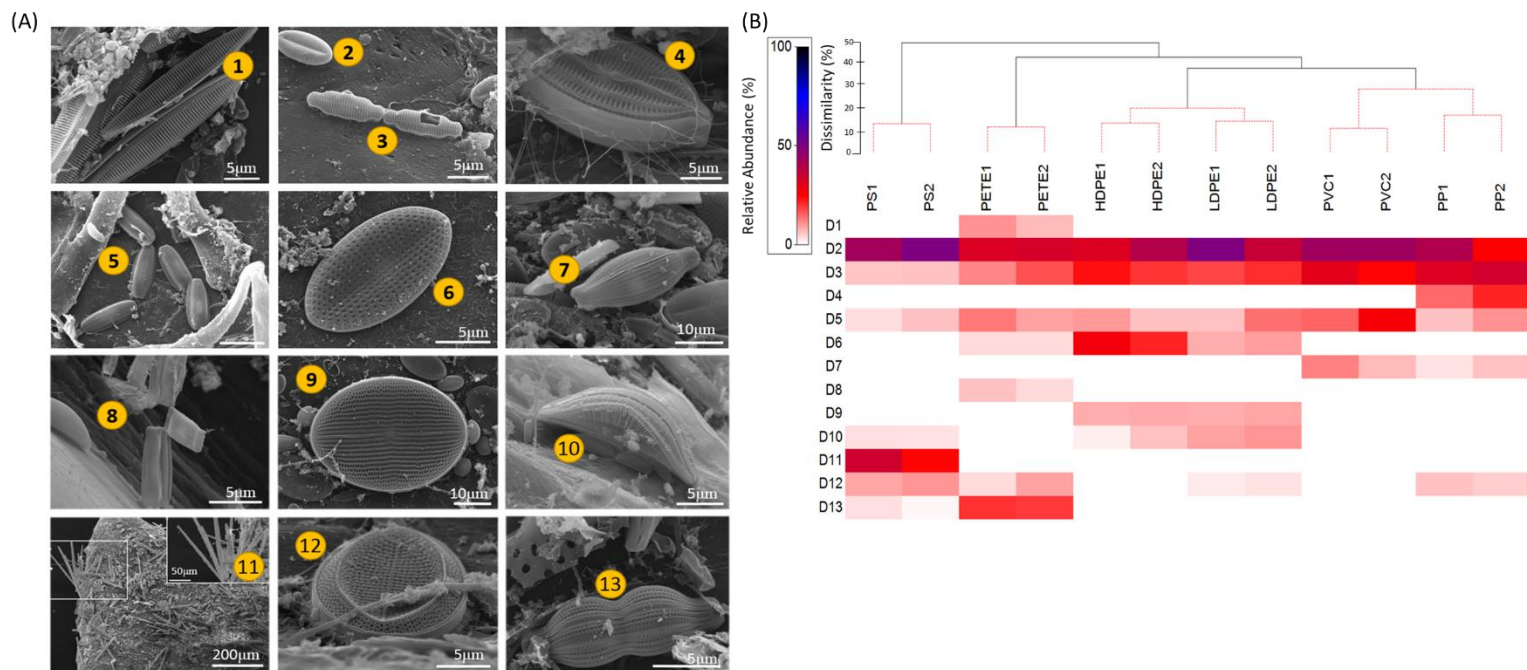 (A)
(B)
1
5μm
2
3
5μm
4
5μm
5
6
5μm
7
10μm
8
5μm
9
10μm
10
5μm
50μm
11
200μm
12
5μm
13
5μm
Relative Abundance (%)
100
50
0
Dissimilarity (%)
50
40
30
20
10
0
PS1 PS2 PETE1 PETE2 HDPE1 HDPE2 LDPE1 LDPE2 PVC1 PVC2 PP1 PP2
D1
D2
D3
D4
D5
D6
D7
D8
D9
D10
D11
D12
D13